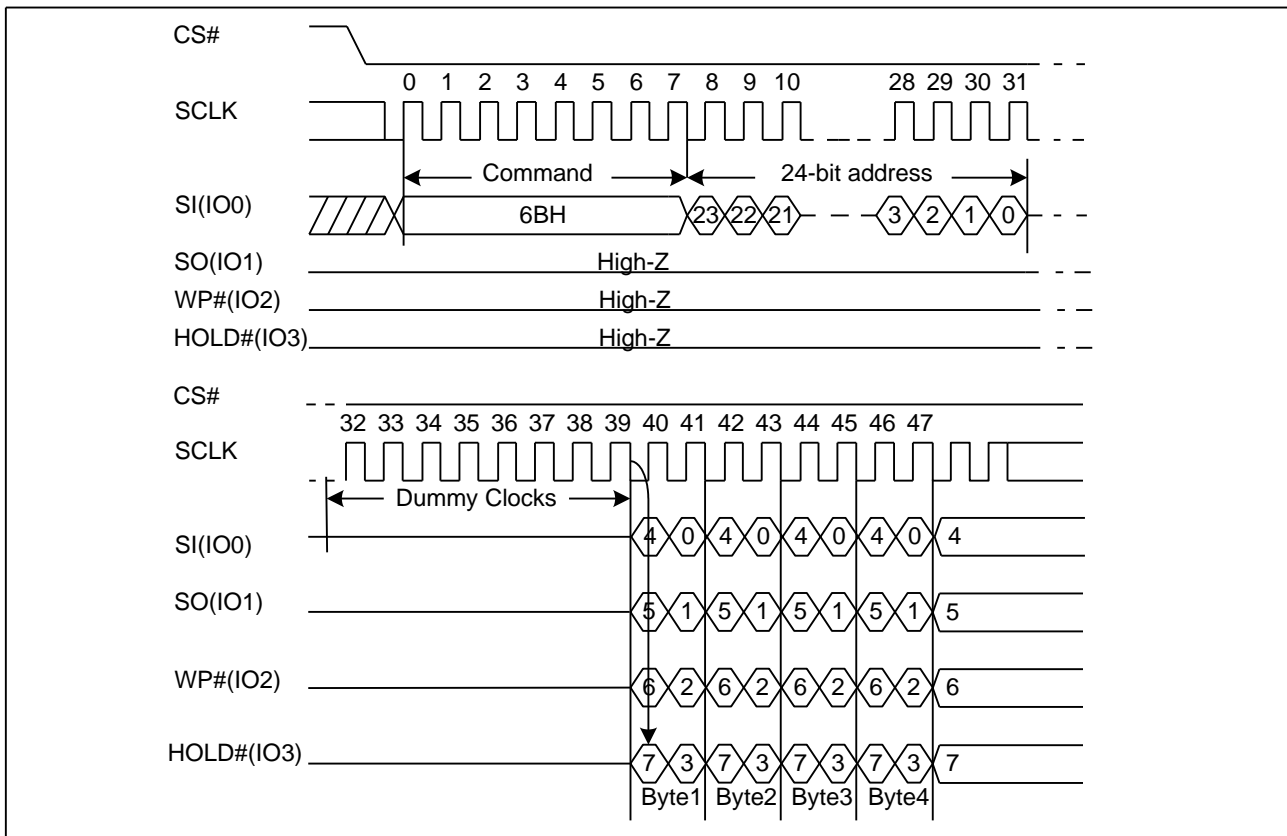 CS#
0 1 2 3 4 5 6 7 8 9 10 28 29 30 31
SCLK
Command 24-bit address
SI(IO0) 6BH 23 22 21 3 2 1 0
SO(IO1) High-Z
WP#(IO2) High-Z
HOLD#(IO3) High-Z
CS#
32 33 34 35 36 37 38 39 40 41 42 43 44 45 46 47
SCLK
Dummy Clocks
SI(IO0) 4 0 4 0 4 0 4 0 4
SO(IO1) 5 1 5 1 5 1 5 1 5
WP#(IO2) 6 2 6 2 6 2 6 2 6
HOLD#(IO3) 7 3 7 3 7 3 7 3 7
Byte1 Byte2 Byte3 Byte4